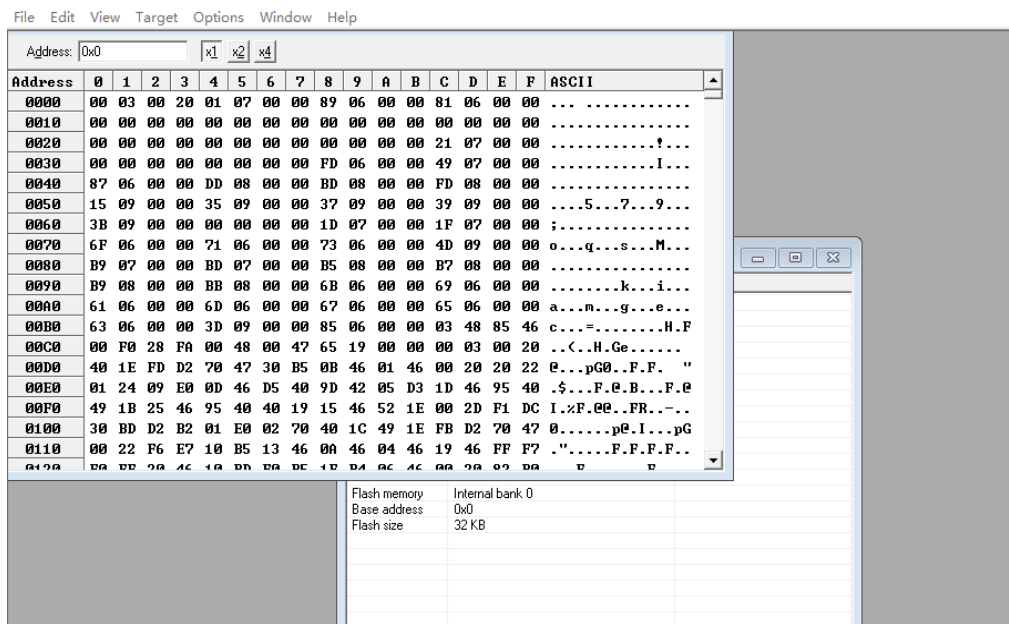 File Edit View Target Options Window Help
Address: 0x0 x1 x2 x4
Address 0 1 2 3 4 5 6 7 8 9 A B C D E F ASCII
0000 00 03 00 20 01 07 00 00 89 06 00 00 81 06 00 00 ... ............
0010 00 00 00 00 00 00 00 00 00 00 00 00 00 00 00 00 ................
0020 00 00 00 00 00 00 00 00 00 00 00 00 21 07 00 00 ............!...
0030 00 00 00 00 00 00 00 00 FD 06 00 00 49 07 00 00 ............I...
0040 87 06 00 00 DD 08 00 00 BD 08 00 00 FD 08 00 00 ................
0050 15 09 00 00 35 09 00 00 37 09 00 00 39 09 00 00 ....5...7...9...
0060 3B 09 00 00 00 00 00 00 1D 07 00 00 1F 07 00 00 ;...............
0070 6F 06 00 00 71 06 00 00 73 06 00 00 4D 09 00 00 o...q...s...M...
0080 B9 07 00 00 BD 07 00 00 B5 08 00 00 B7 08 00 00 ................
0090 B9 08 00 00 BB 08 00 00 6B 06 00 00 69 06 00 00 ........k...i...
00A0 61 06 00 00 6D 06 00 00 67 06 00 00 65 06 00 00 a...m...g...e...
00B0 63 06 00 00 3D 09 00 00 85 06 00 00 03 48 85 46 c...=........H.F
00C0 00 F0 28 FA 00 48 00 47 65 19 00 00 00 03 00 20 ..(..H.Ge......
00D0 40 1E FD D2 70 47 30 B5 0B 46 01 46 00 20 20 22 @...pG0..F.F.  "
00E0 01 24 09 E0 0D 46 D5 40 9D 42 05 D3 1D 46 95 40 .$...F.@.B...F.@
00F0 49 1B 25 46 95 40 40 19 15 46 52 1E 00 2D F1 DC I.%F.@@..FR..-..
0100 30 BD D2 B2 01 E0 02 70 40 1C 49 1E FB D2 70 47 0......p@.I...pG
0110 00 22 F6 E7 10 B5 13 46 0A 46 04 46 19 46 FF F7 .".....F.F.F.F..
Flash memory Internal bank 0
Base address 0x0
Flash size 32 KB